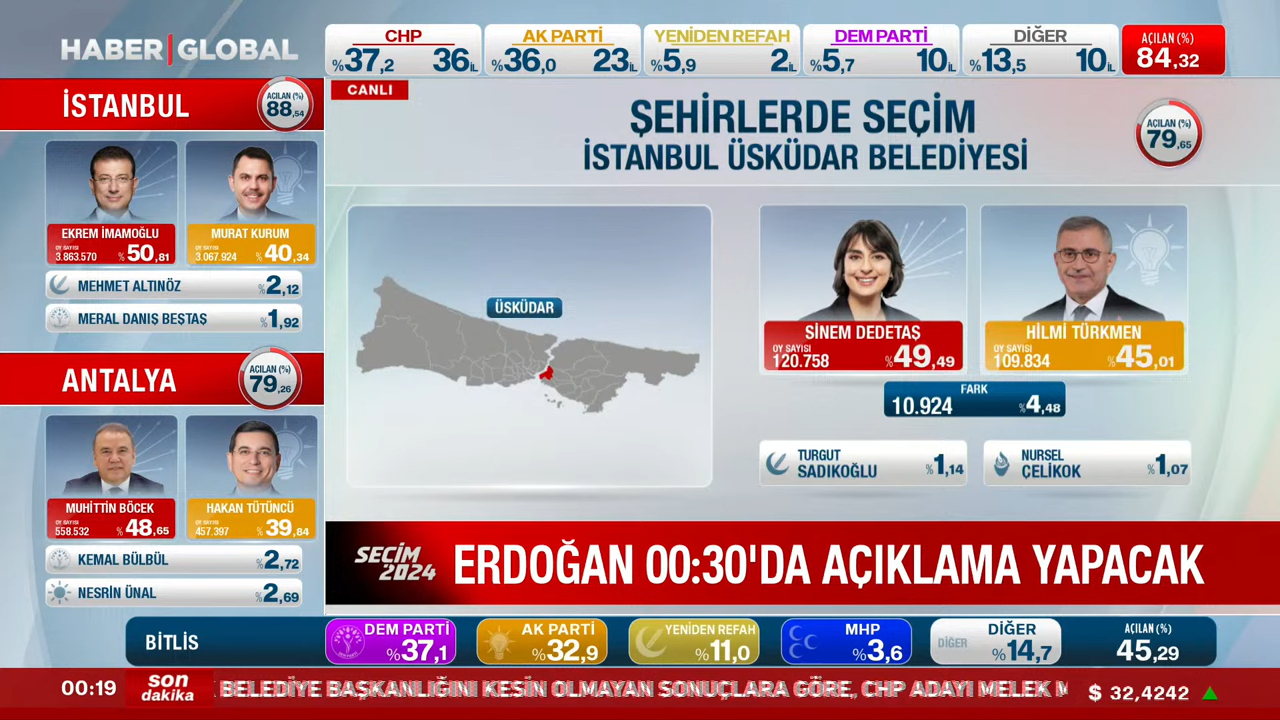 HABER GLOBAL
CHP
%37,2 36 İL
AK PARTİ
%36,0 23 İL
YENİDEN REFAH
%5,9 2 İL
DEM PARTİ
%5,7 10 İL
DİĞER
%13,5 10 İL
AÇILAN (%)
84,32
İSTANBUL
AÇILAN (%)
88,54
EKREM İMAMOĞLU
OY SAYISI
3.863.570 %50,81
MURAT KURUM
OY SAYISI
3.067.924 %40,34
MEHMET ALTINÖZ %2,12
MERAL DANIŞ BEŞTAŞ %1,92
ANTALYA
AÇILAN (%)
79,26
MUHİTTİN BÖCEK
OY SAYISI
558.532 %48,65
HAKAN TÜTÜNCÜ
OY SAYISI
457.397 %39,84
KEMAL BÜLBÜL %2,72
NESRİN ÜNAL %2,69
CANLI
ŞEHİRLERDE SEÇİM
İSTANBUL ÜSKÜDAR BELEDİYESİ
AÇILAN (%)
79,65
ÜSKÜDAR
SİNEM DEDETAŞ
OY SAYISI
120.758 %49,49
HİLMİ TÜRKMEN
OY SAYISI
109.834 %45,01
FARK
10.924 %4,48
TURGUT
SADIKOĞLU %1,14
NURSEL
ÇELİKOK %1,07
SEÇİM
2024
ERDOĞAN 00:30'DA AÇIKLAMA YAPACAK
BİTLİS
DEM PARTİ
%37,1
AK PARTİ
%32,9
YENİDEN REFAH
%11,0
MHP
%3,6
DİĞER
DİĞER
%14,7
AÇILAN (%)
45,29
00:19
son
dakika
BELEDİYE BAŞKANLIĞINI KESİN OLMAYAN SONUÇLARA GÖRE, CHP ADAYI MELEK
$ 32,4242